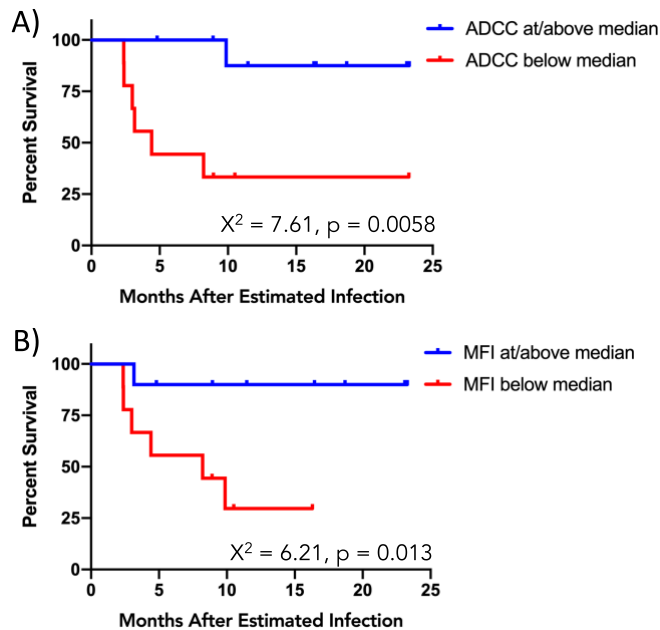 A)
ADCC at/above median
ADCC below median
Percent Survival
100
75
50
25
0
X² = 7.61, p = 0.0058
0 5 10 15 20 25
Months After Estimated Infection
B)
MFI at/above median
MFI below median
Percent Survival
100
75
50
25
0
X² = 6.21, p = 0.013
0 5 10 15 20 25
Months After Estimated Infection